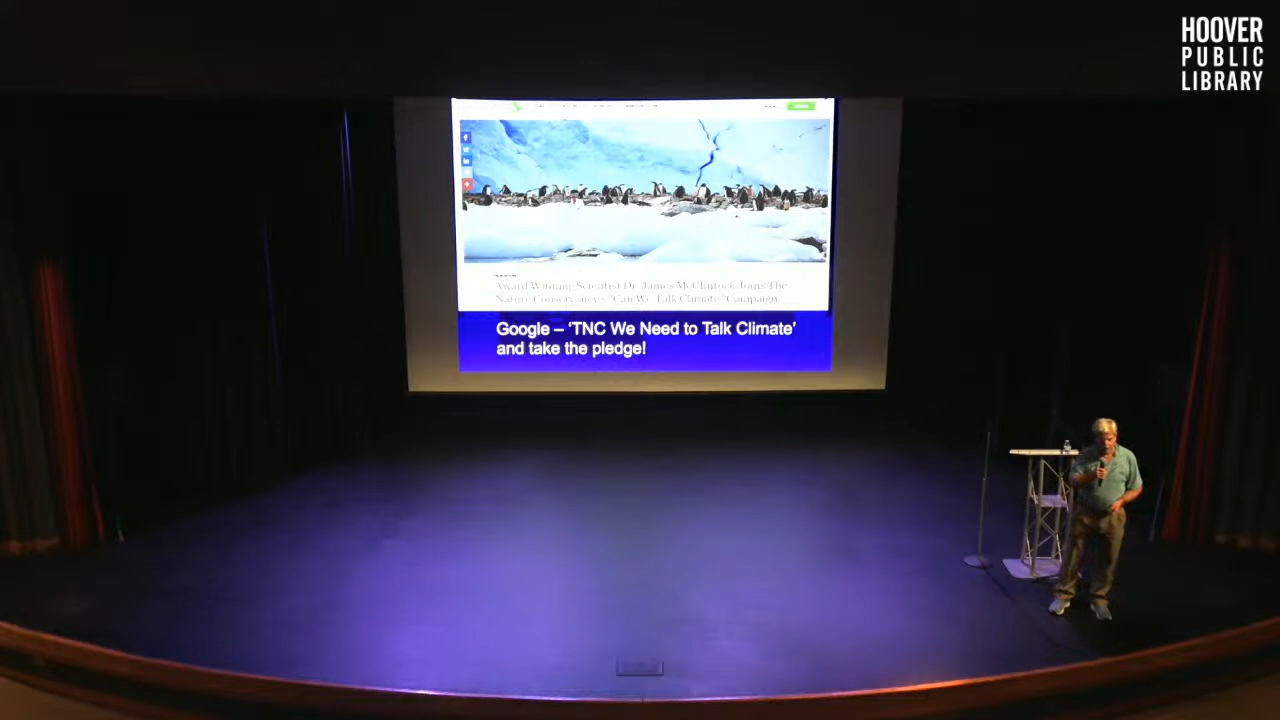 HOOVER
PUBLIC
LIBRARY
Award Winning Scientist Dr. James McClintock Joins The
Nature Conservancy's "Can We Talk Climate" Campaign
Google – 'TNC We Need to Talk Climate'
and take the pledge!